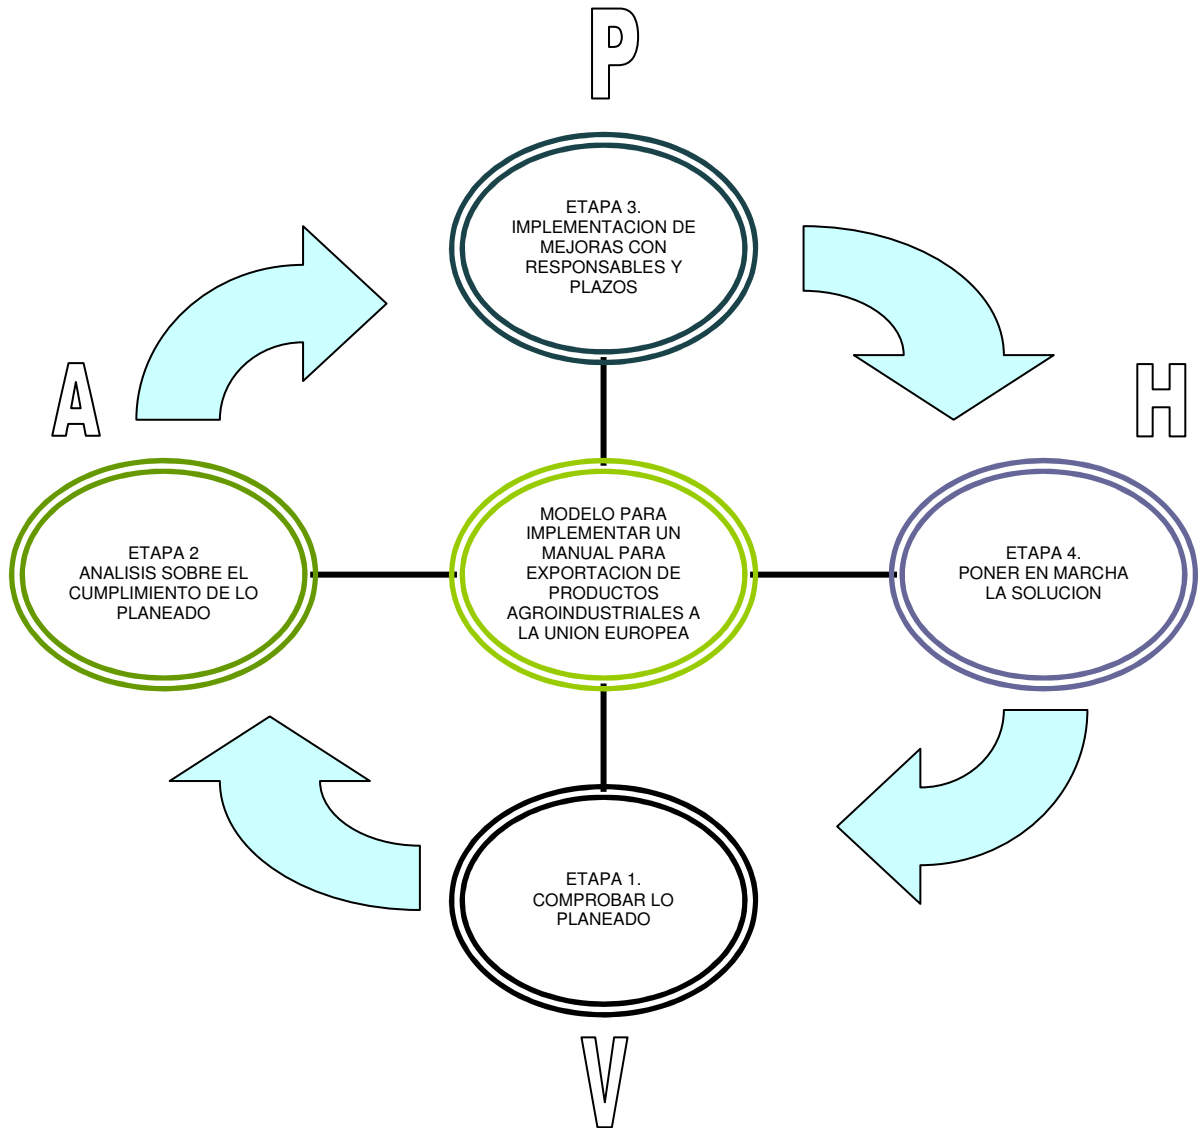 P
ETAPA 3.
IMPLEMENTACION DE
MEJORAS CON
RESPONSABLES Y
PLAZOS
A
H
ETAPA 2
ANALISIS SOBRE EL
CUMPLIMIENTO DE LO
PLANEADO
MODELO PARA
IMPLEMENTAR UN
MANUAL PARA
EXPORTACION DE
PRODUCTOS
AGROINDUSTRIALES A
LA UNION EUROPEA
ETAPA 4.
PONER EN MARCHA
LA SOLUCION
ETAPA 1.
COMPROBAR LO
PLANEADO
V